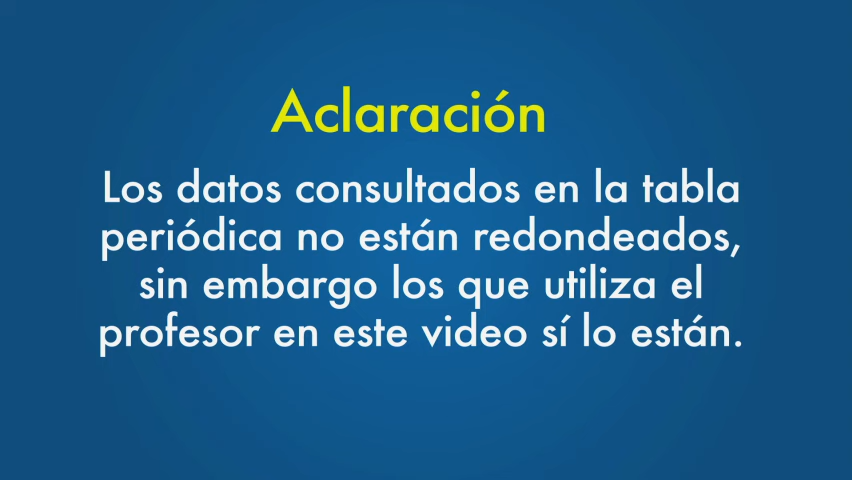 Aclaración
Los datos consultados en la tabla
periódica no están redondeados,
sin embargo los que utiliza el
profesor en este video sí lo están.